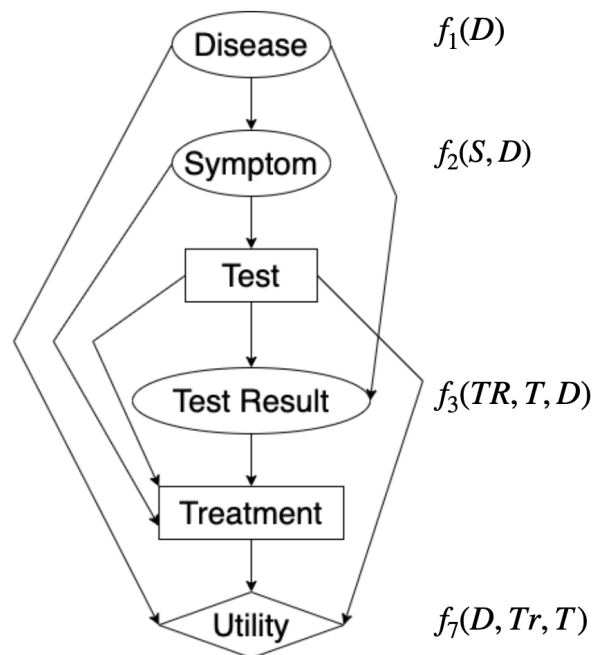 Disease
f₁(D)
Symptom
f₂(S, D)
Test
Test Result
f₃(TR, T, D)
Treatment
Utility
f₇(D, Tr, T)